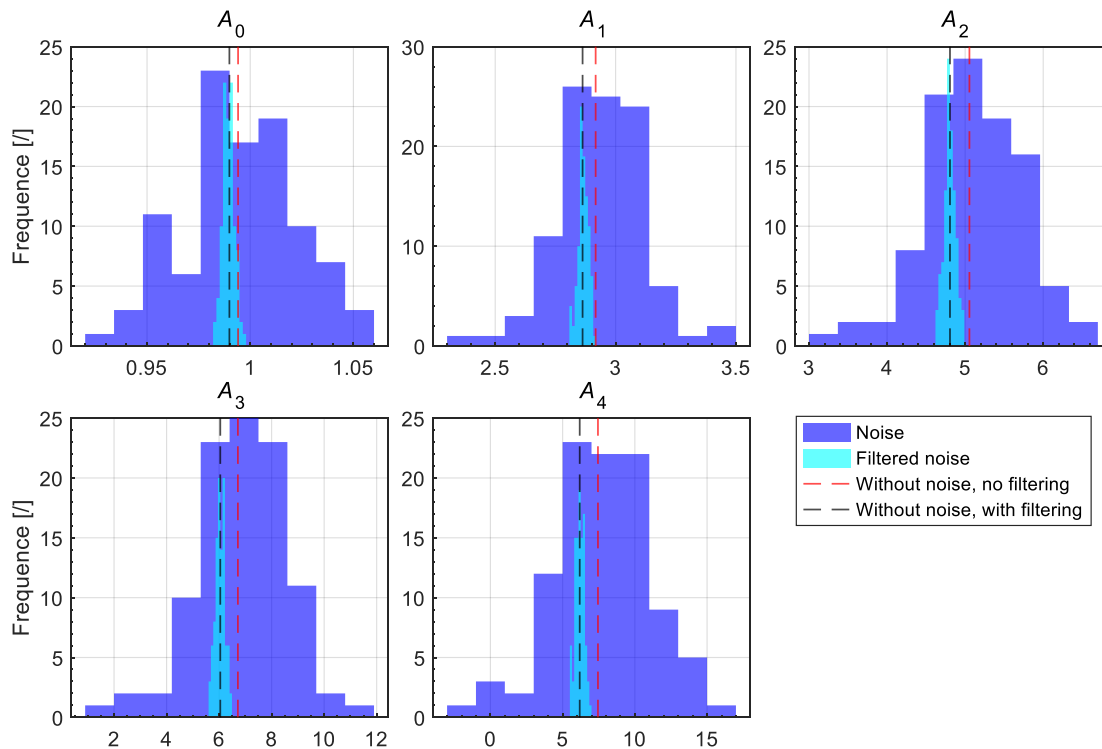 A0 A1 A2
25 30 25
20 20
20
15 15
10 10 10
5 5
0 0 0
0.95 1 1.05 2.5 3 3.5 3 4 5 6
Frequence [/]
A3 A4
25 25
20 20
15 15
10 10
5 5
0 0
2 4 6 8 10 12 0 5 10 15
Frequence [/]
Noise
Filtered noise
Without noise, no filtering
Without noise, with filtering